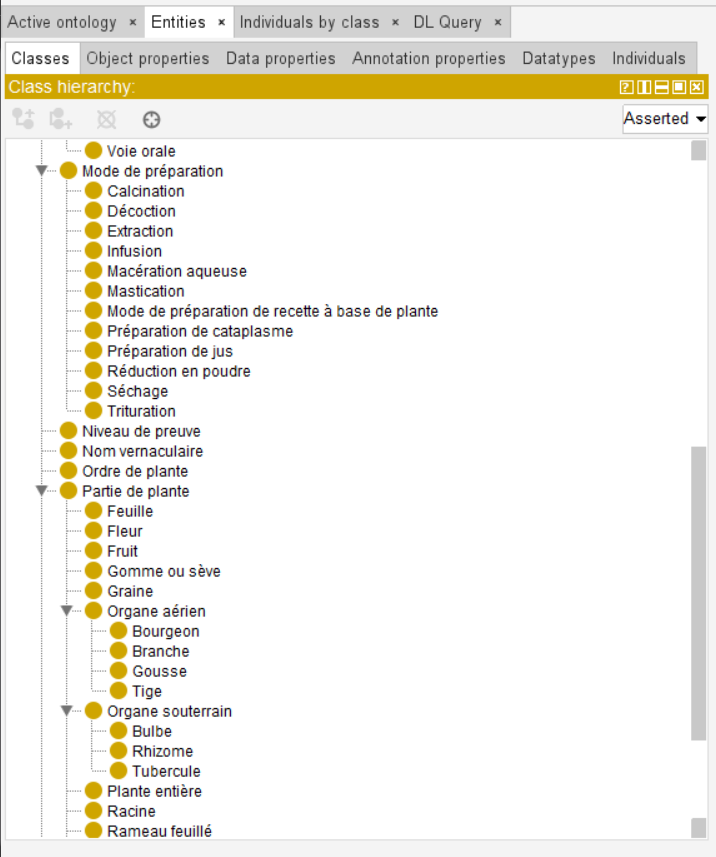 Active ontology × Entities × Individuals by class × DL Query ×
Classes Object properties Data properties Annotation properties Datatypes Individuals
Class hierarchy:
Asserted
Voie orale
Mode de préparation
Calcination
Décoction
Extraction
Infusion
Macération aqueuse
Mastication
Mode de préparation de recette à base de plante
Préparation de cataplasme
Préparation de jus
Réduction en poudre
Séchage
Trituration
Niveau de preuve
Nom vernaculaire
Ordre de plante
Partie de plante
Feuille
Fleur
Fruit
Gomme ou sève
Graine
Organe aérien
Bourgeon
Branche
Gousse
Tige
Organe souterrain
Bulbe
Rhizome
Tubercule
Plante entière
Racine
Rameau feuillé